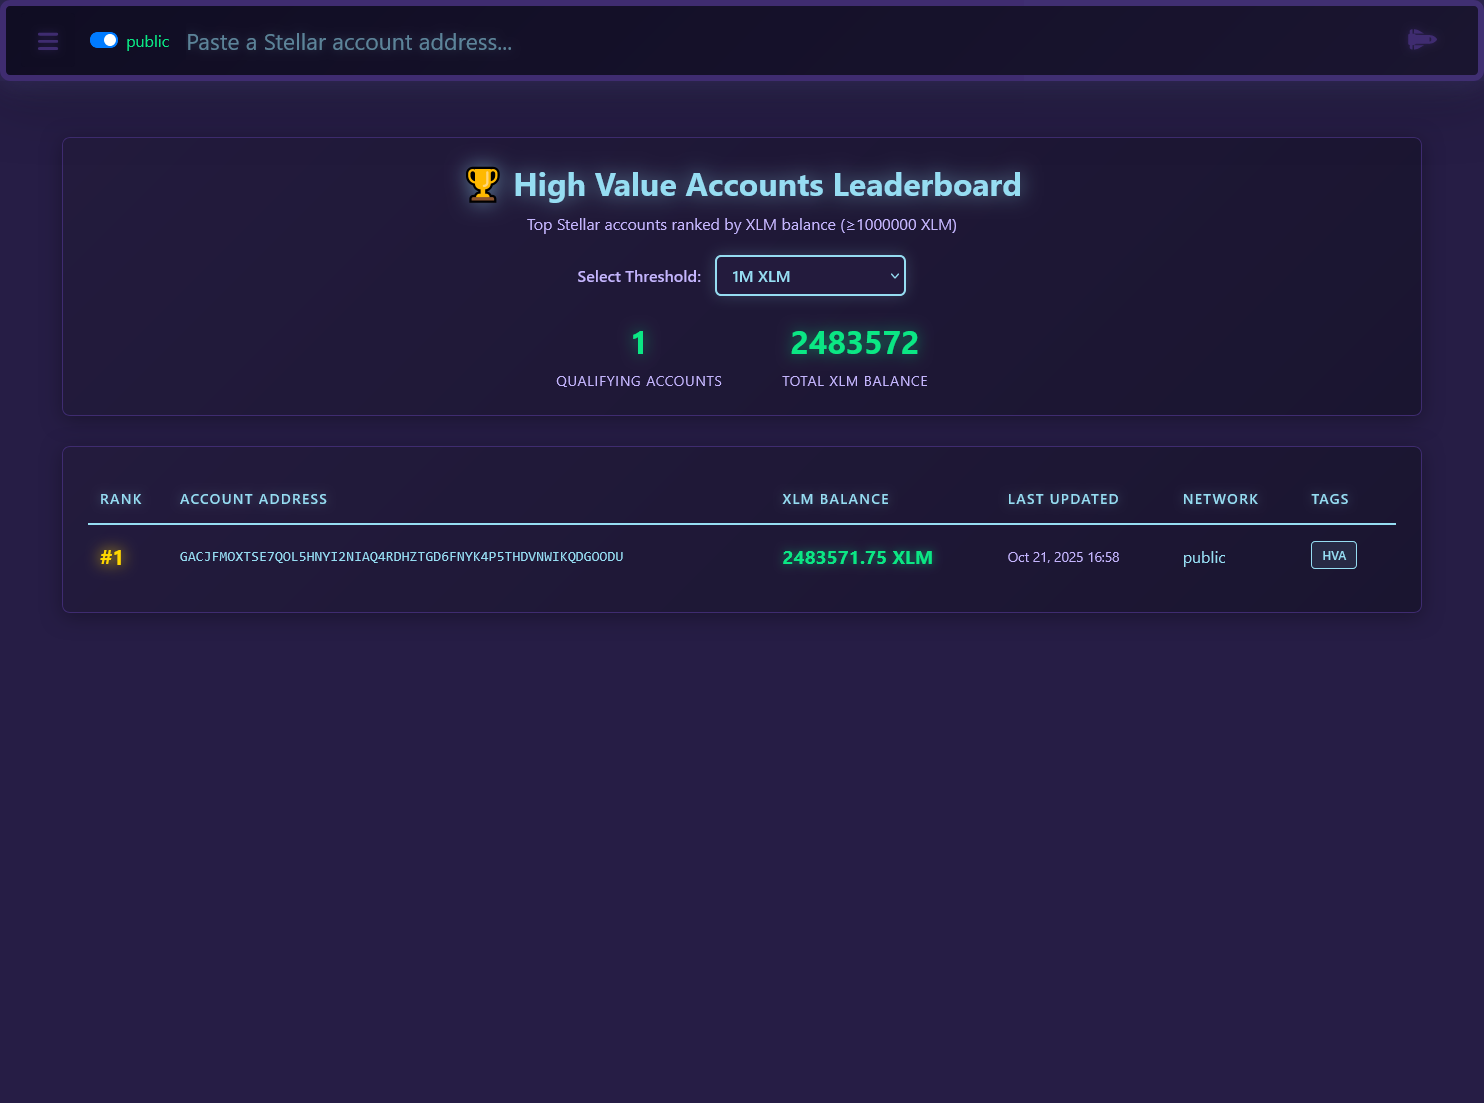 public Paste a Stellar account address...
🏆 High Value Accounts Leaderboard
Top Stellar accounts ranked by XLM balance (≥1000000 XLM)
Select Threshold: 1M XLM
1 2483572
QUALIFYING ACCOUNTS TOTAL XLM BALANCE
RANK ACCOUNT ADDRESS XLM BALANCE LAST UPDATED NETWORK TAGS
#1 GACJFMOXTSE7QOL5HNYI2NIAQ4RDHZTGD6FNYK4P5THDVNWIKQDGOODU 2483571.75 XLM Oct 21, 2025 16:58 public HVA